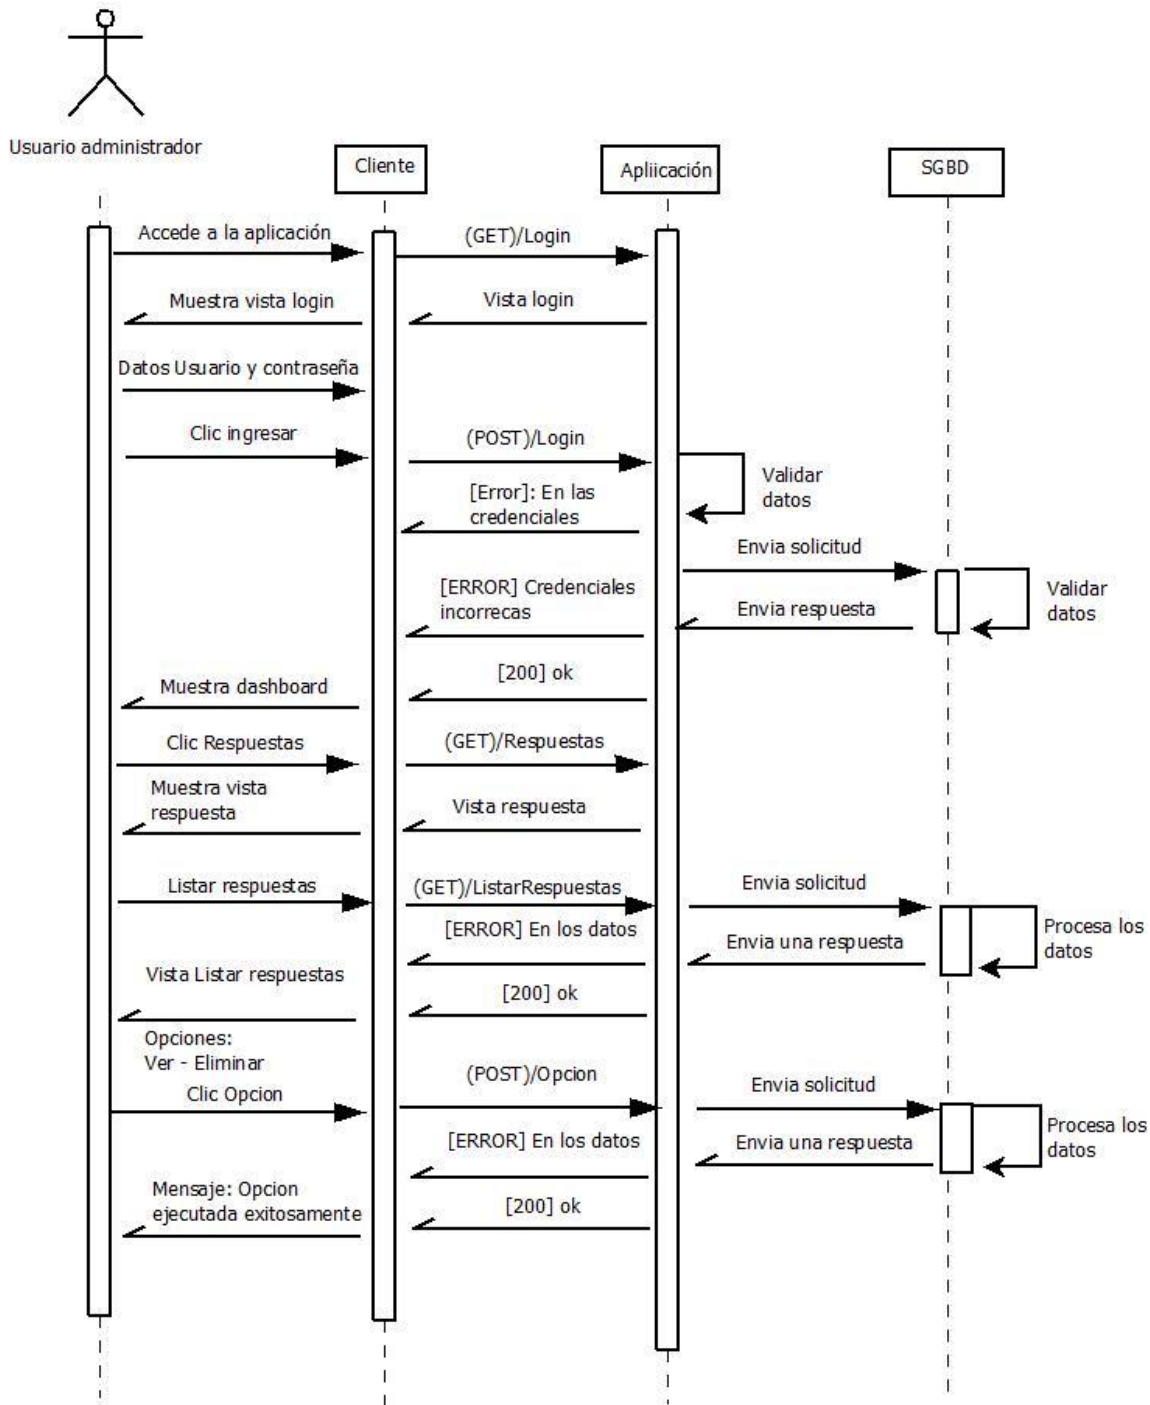 Usuario administrador
Cliente
Apliicación
SGBD
Accede a la aplicación
(GET)/Login
Muestra vista login
Vista login
Datos Usuario y contraseña
Clic ingresar
(POST)/Login
Validar
datos
[Error]: En las
credenciales
Envia solicitud
Validar
datos
[ERROR] Credenciales
incorrecas
Envia respuesta
[200] ok
Muestra dashboard
Clic Respuestas
(GET)/Respuestas
Muestra vista
respuesta
Vista respuesta
Listar respuestas
(GET)/ListarRespuestas
Envia solicitud
Procesa los
datos
[ERROR] En los datos
Envia una respuesta
Vista Listar respuestas
[200] ok
Opciones:
Ver - Eliminar
Clic Opcion
(POST)/Opcion
Envia solicitud
Procesa los
datos
[ERROR] En los datos
Envia una respuesta
Mensaje: Opcion
ejecutada exitosamente
[200] ok